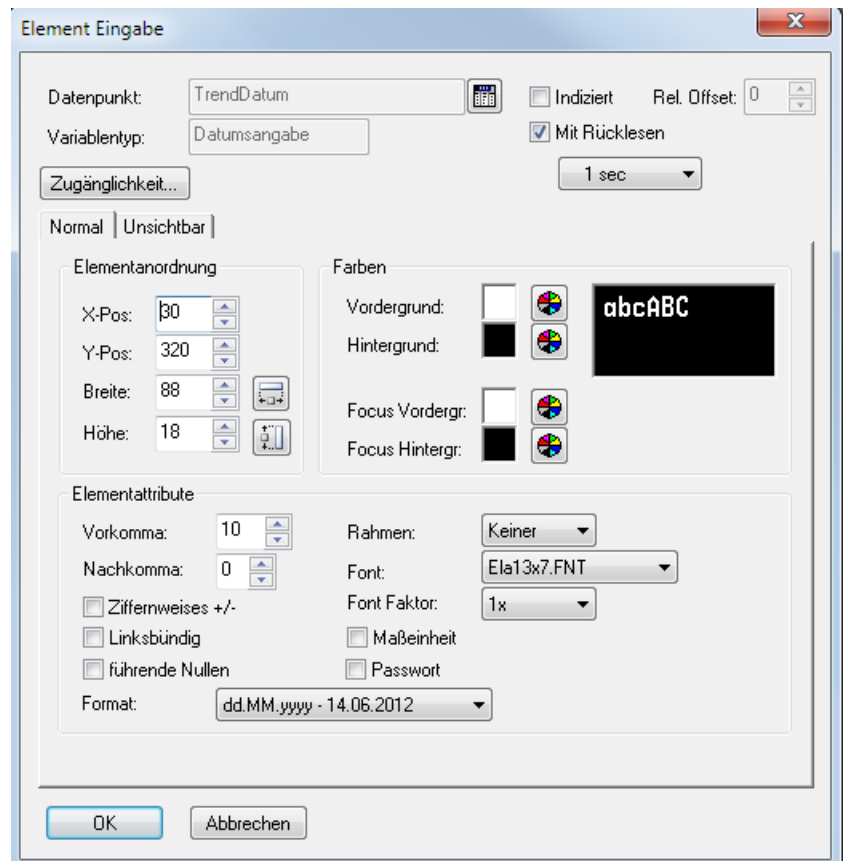 Element Eingabe
Datenpunkt: TrendDatum Indiziert Rel. Offset: 0
Variablentyp: Datumsangabe Mit Rücklesen
Zugänglichkeit... 1 sec
Normal Unsichtbar
Elementanordnung
X-Pos: 30
Y-Pos: 320
Breite: 88
Höhe: 18
Farben
Vordergrund:
Hintergrund:
abcABC
Focus Vordergr:
Focus Hintergr:
Elementattribute
Vorkomma: 10 Rahmen: Keiner
Nachkomma: 0 Font: Ela13x7.FNT
Ziffernweises +/- Font Faktor: 1x
Linksbündig Maßeinheit
führende Nullen Passwort
Format: dd.MM.yyyy - 14.06.2012
OK Abbrechen